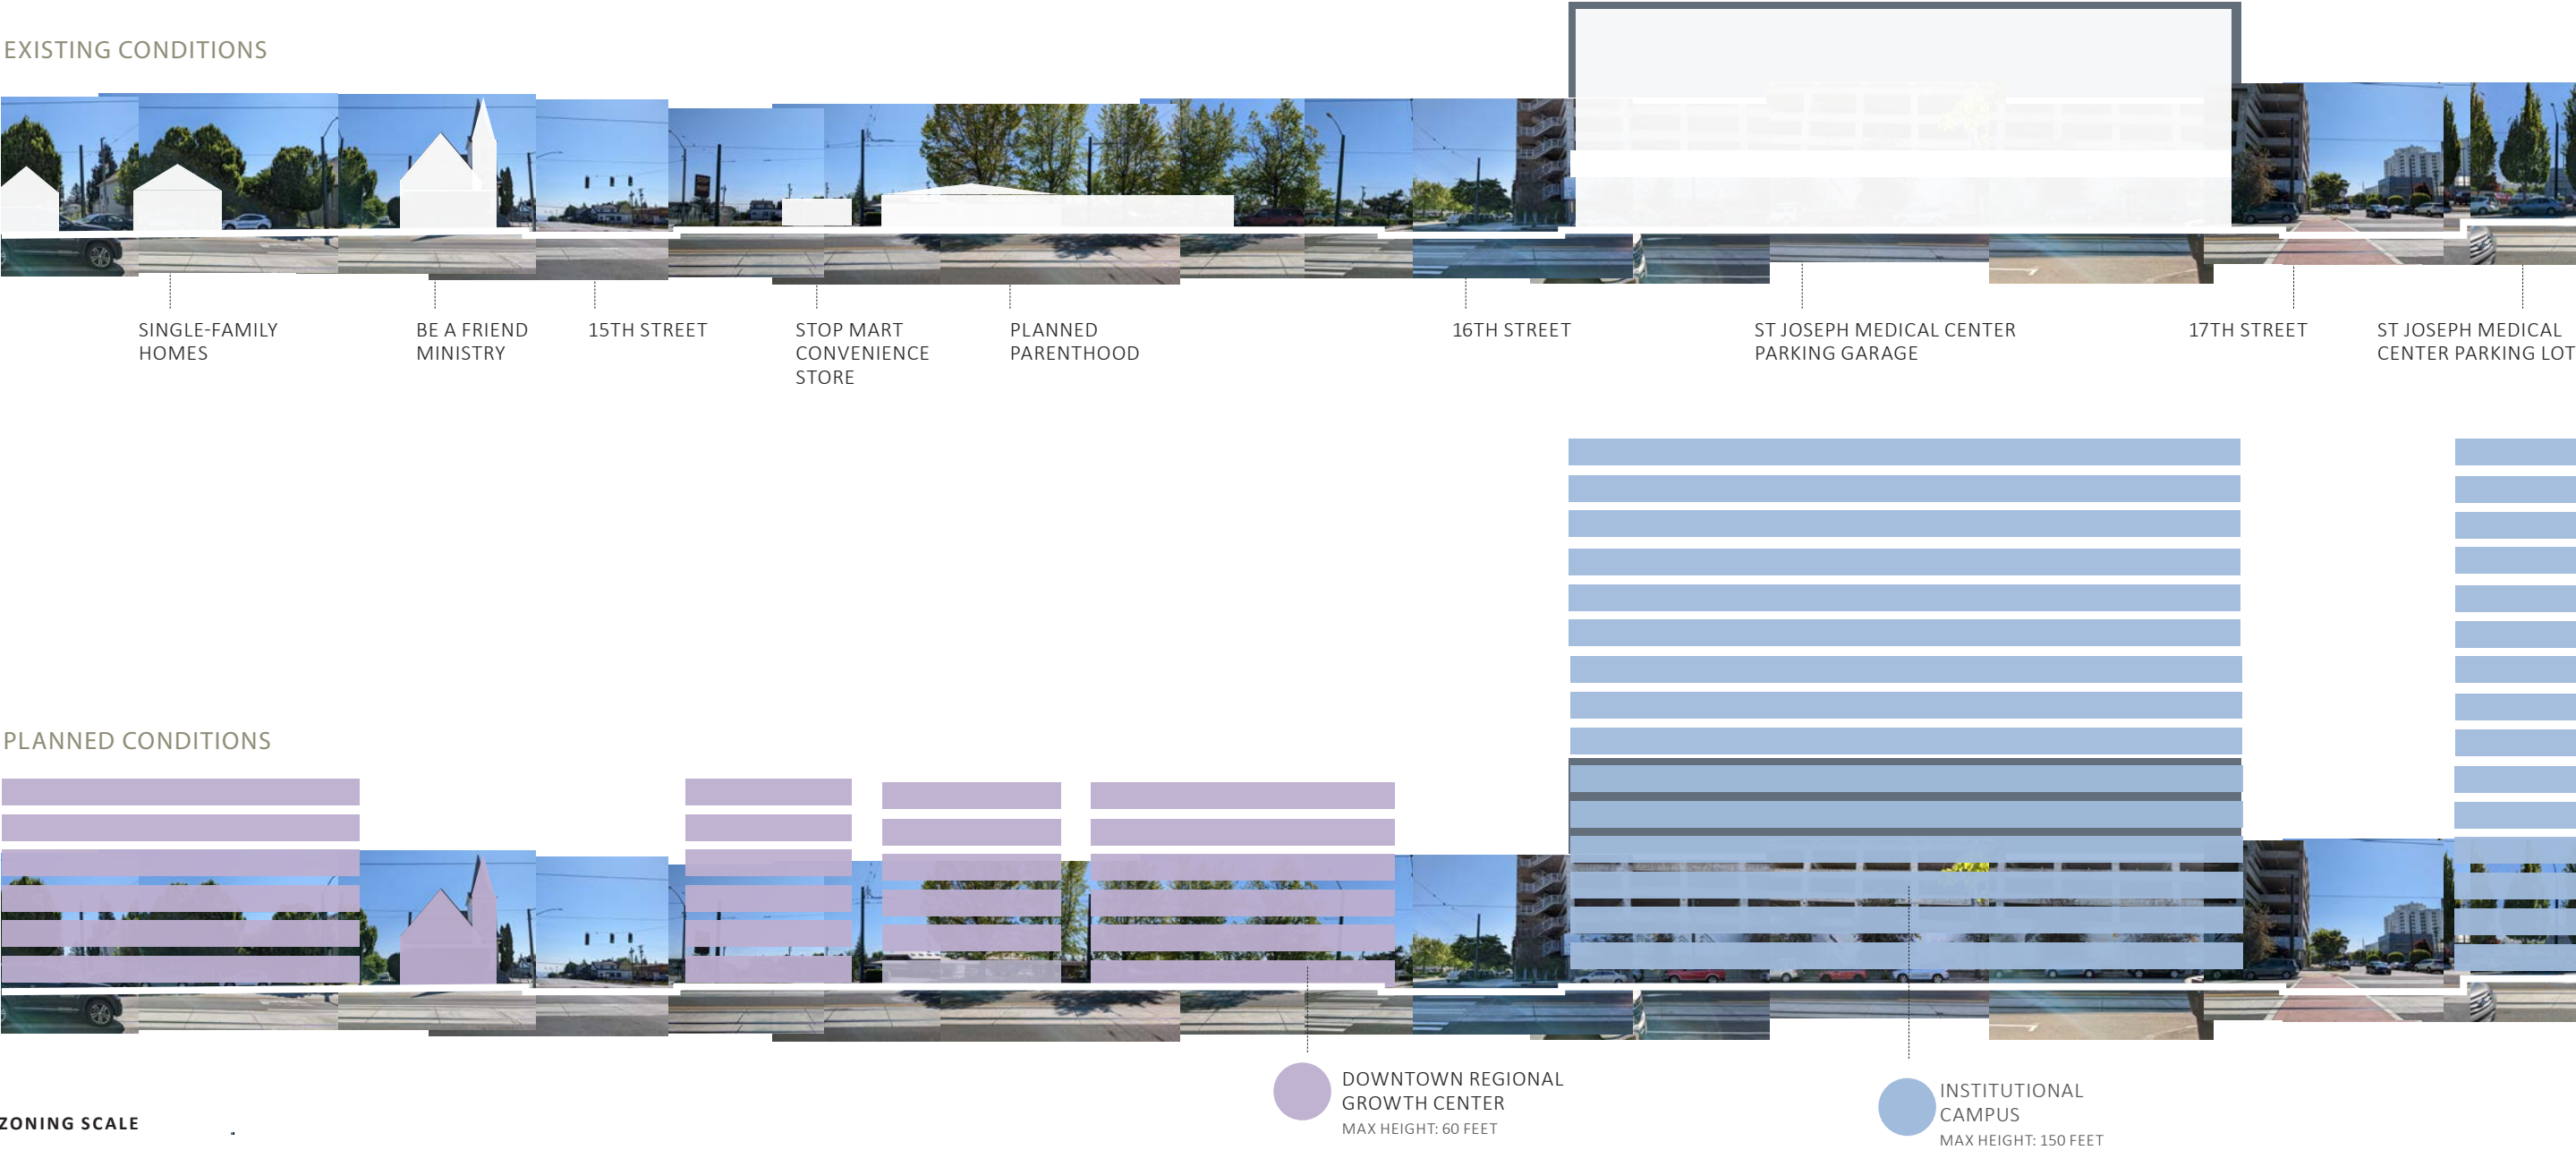 EXISTING CONDITIONS
SINGLE-FAMILY
HOMES
BE A FRIEND
MINISTRY
15TH STREET
STOP MART
CONVENIENCE
STORE
PLANNED
PARENTHOOD
16TH STREET
ST JOSEPH MEDICAL CENTER
PARKING GARAGE
17TH STREET
ST JOSEPH MEDICAL
CENTER PARKING LOT
PLANNED CONDITIONS
DOWNTOWN REGIONAL
GROWTH CENTER
MAX HEIGHT: 60 FEET
INSTITUTIONAL
CAMPUS
MAX HEIGHT: 150 FEET
ZONING SCALE